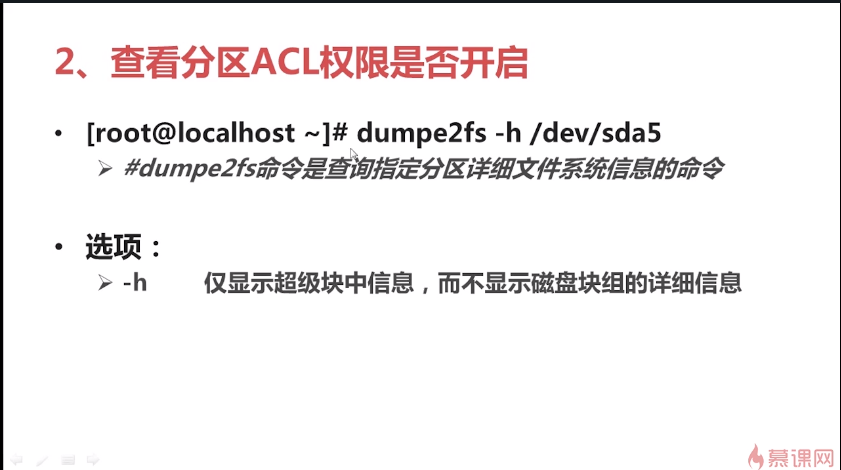 2、查看分区ACL权限是否开启
• [root@localhost ~]# dumpe2fs -h /dev/sda5
➢ #dumpe2fs命令是查询指定分区详细文件系统信息的命令
• 选项：
➢ -h 仅显示超级块中信息，而不显示磁盘块组的详细信息
慕课网